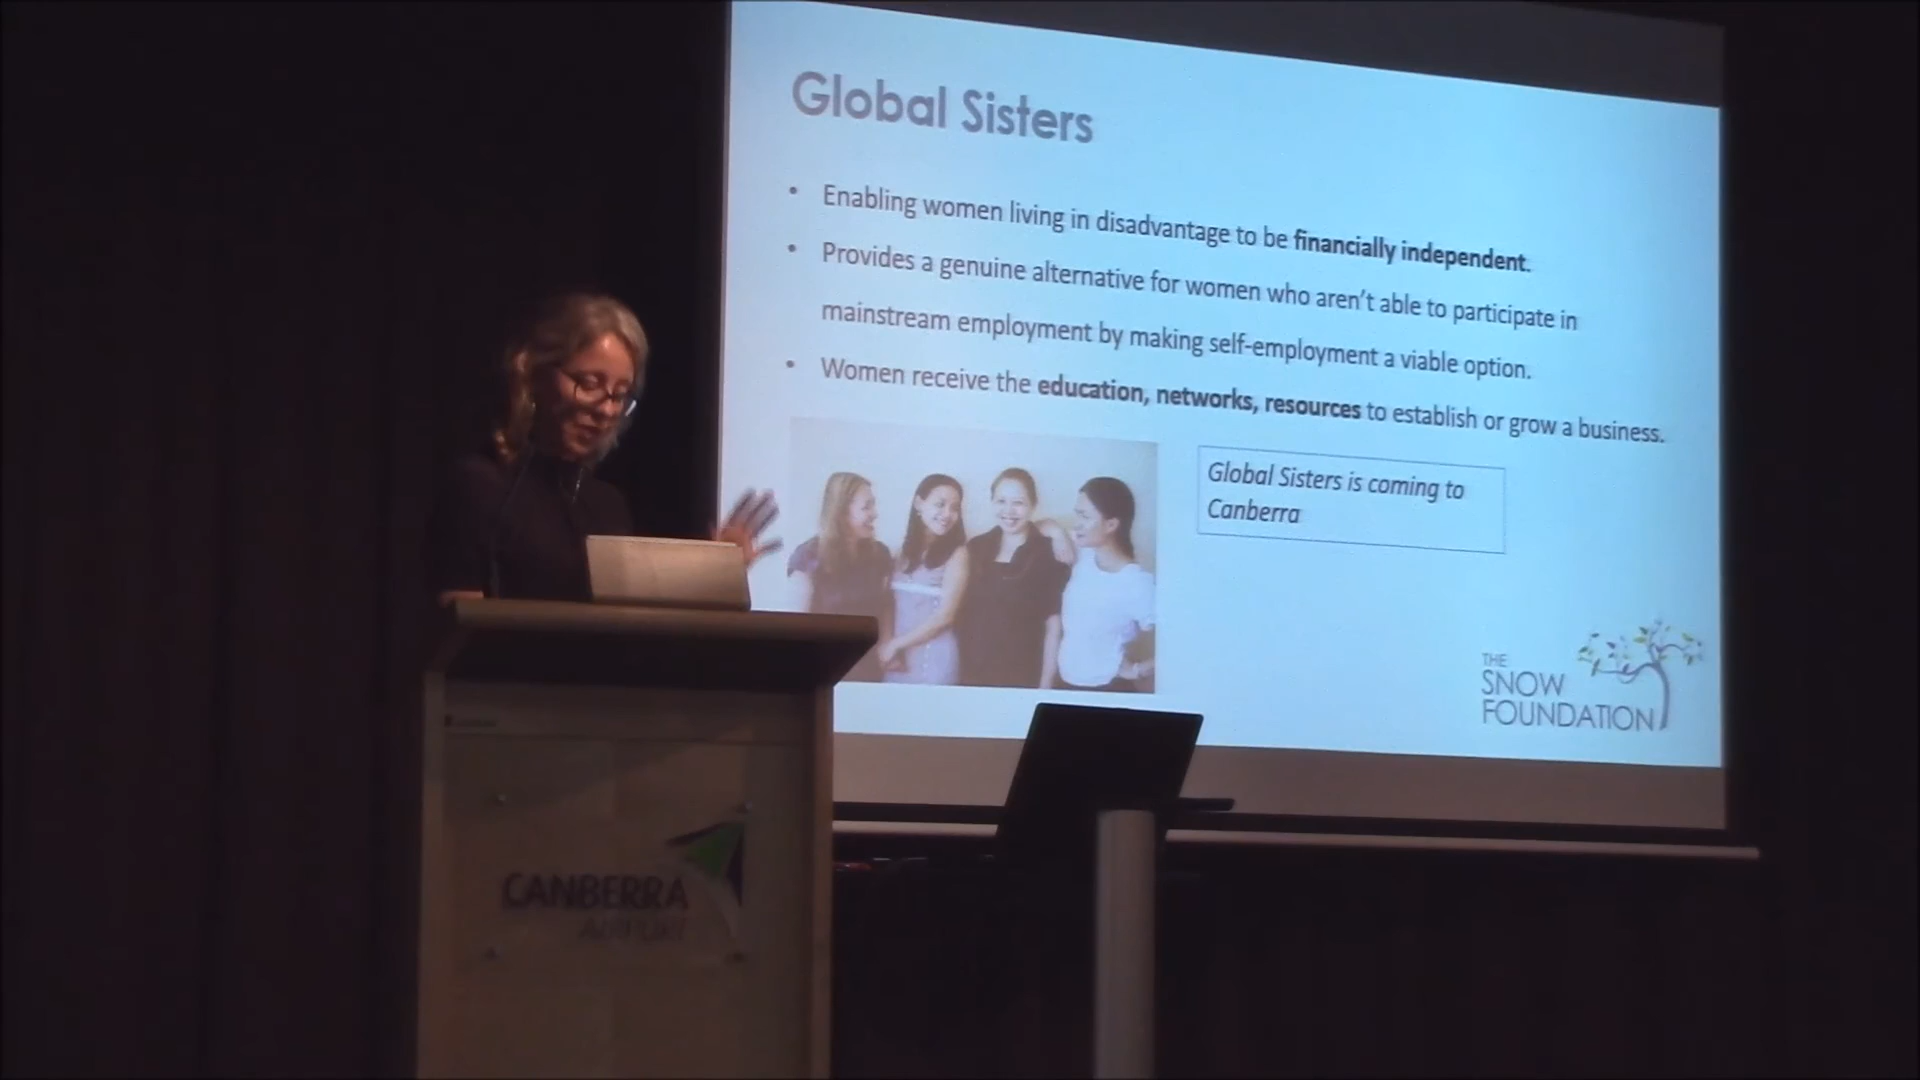 Global Sisters
• Enabling women living in disadvantage to be financially independent.
• Provides a genuine alternative for women who aren't able to participate in
mainstream employment by making self-employment a viable option.
• Women receive the education, networks, resources to establish or grow a business.
Global Sisters is coming to
Canberra
THE
SNOW
FOUNDATION
CANBERRA
AIRPORT